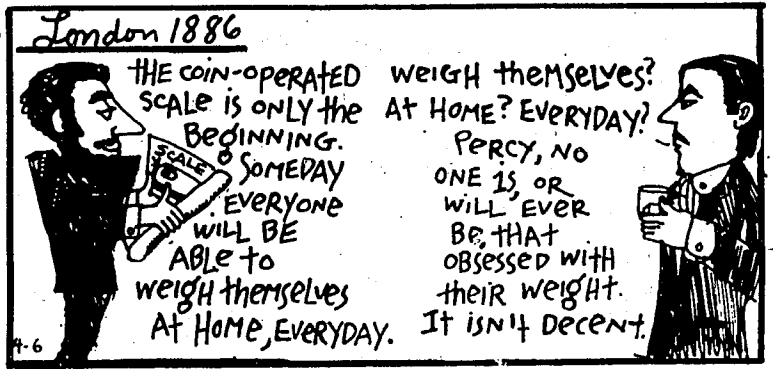 London 1886
THE COIN-OPERATED
SCALE IS ONLY THE
BEGINNING.
SOMEDAY
EVERYONE
WILL BE
ABLE TO
WEIGH THEMSELVES
AT HOME, EVERYDAY.
SCALE
WEIGH THEMSELVES?
AT HOME? EVERYDAY?
PERCY, NO
ONE IS, OR
WILL EVER
BE, THAT
OBSESSED WITH
THEIR WEIGHT.
IT ISN'T DECENT.
4-6